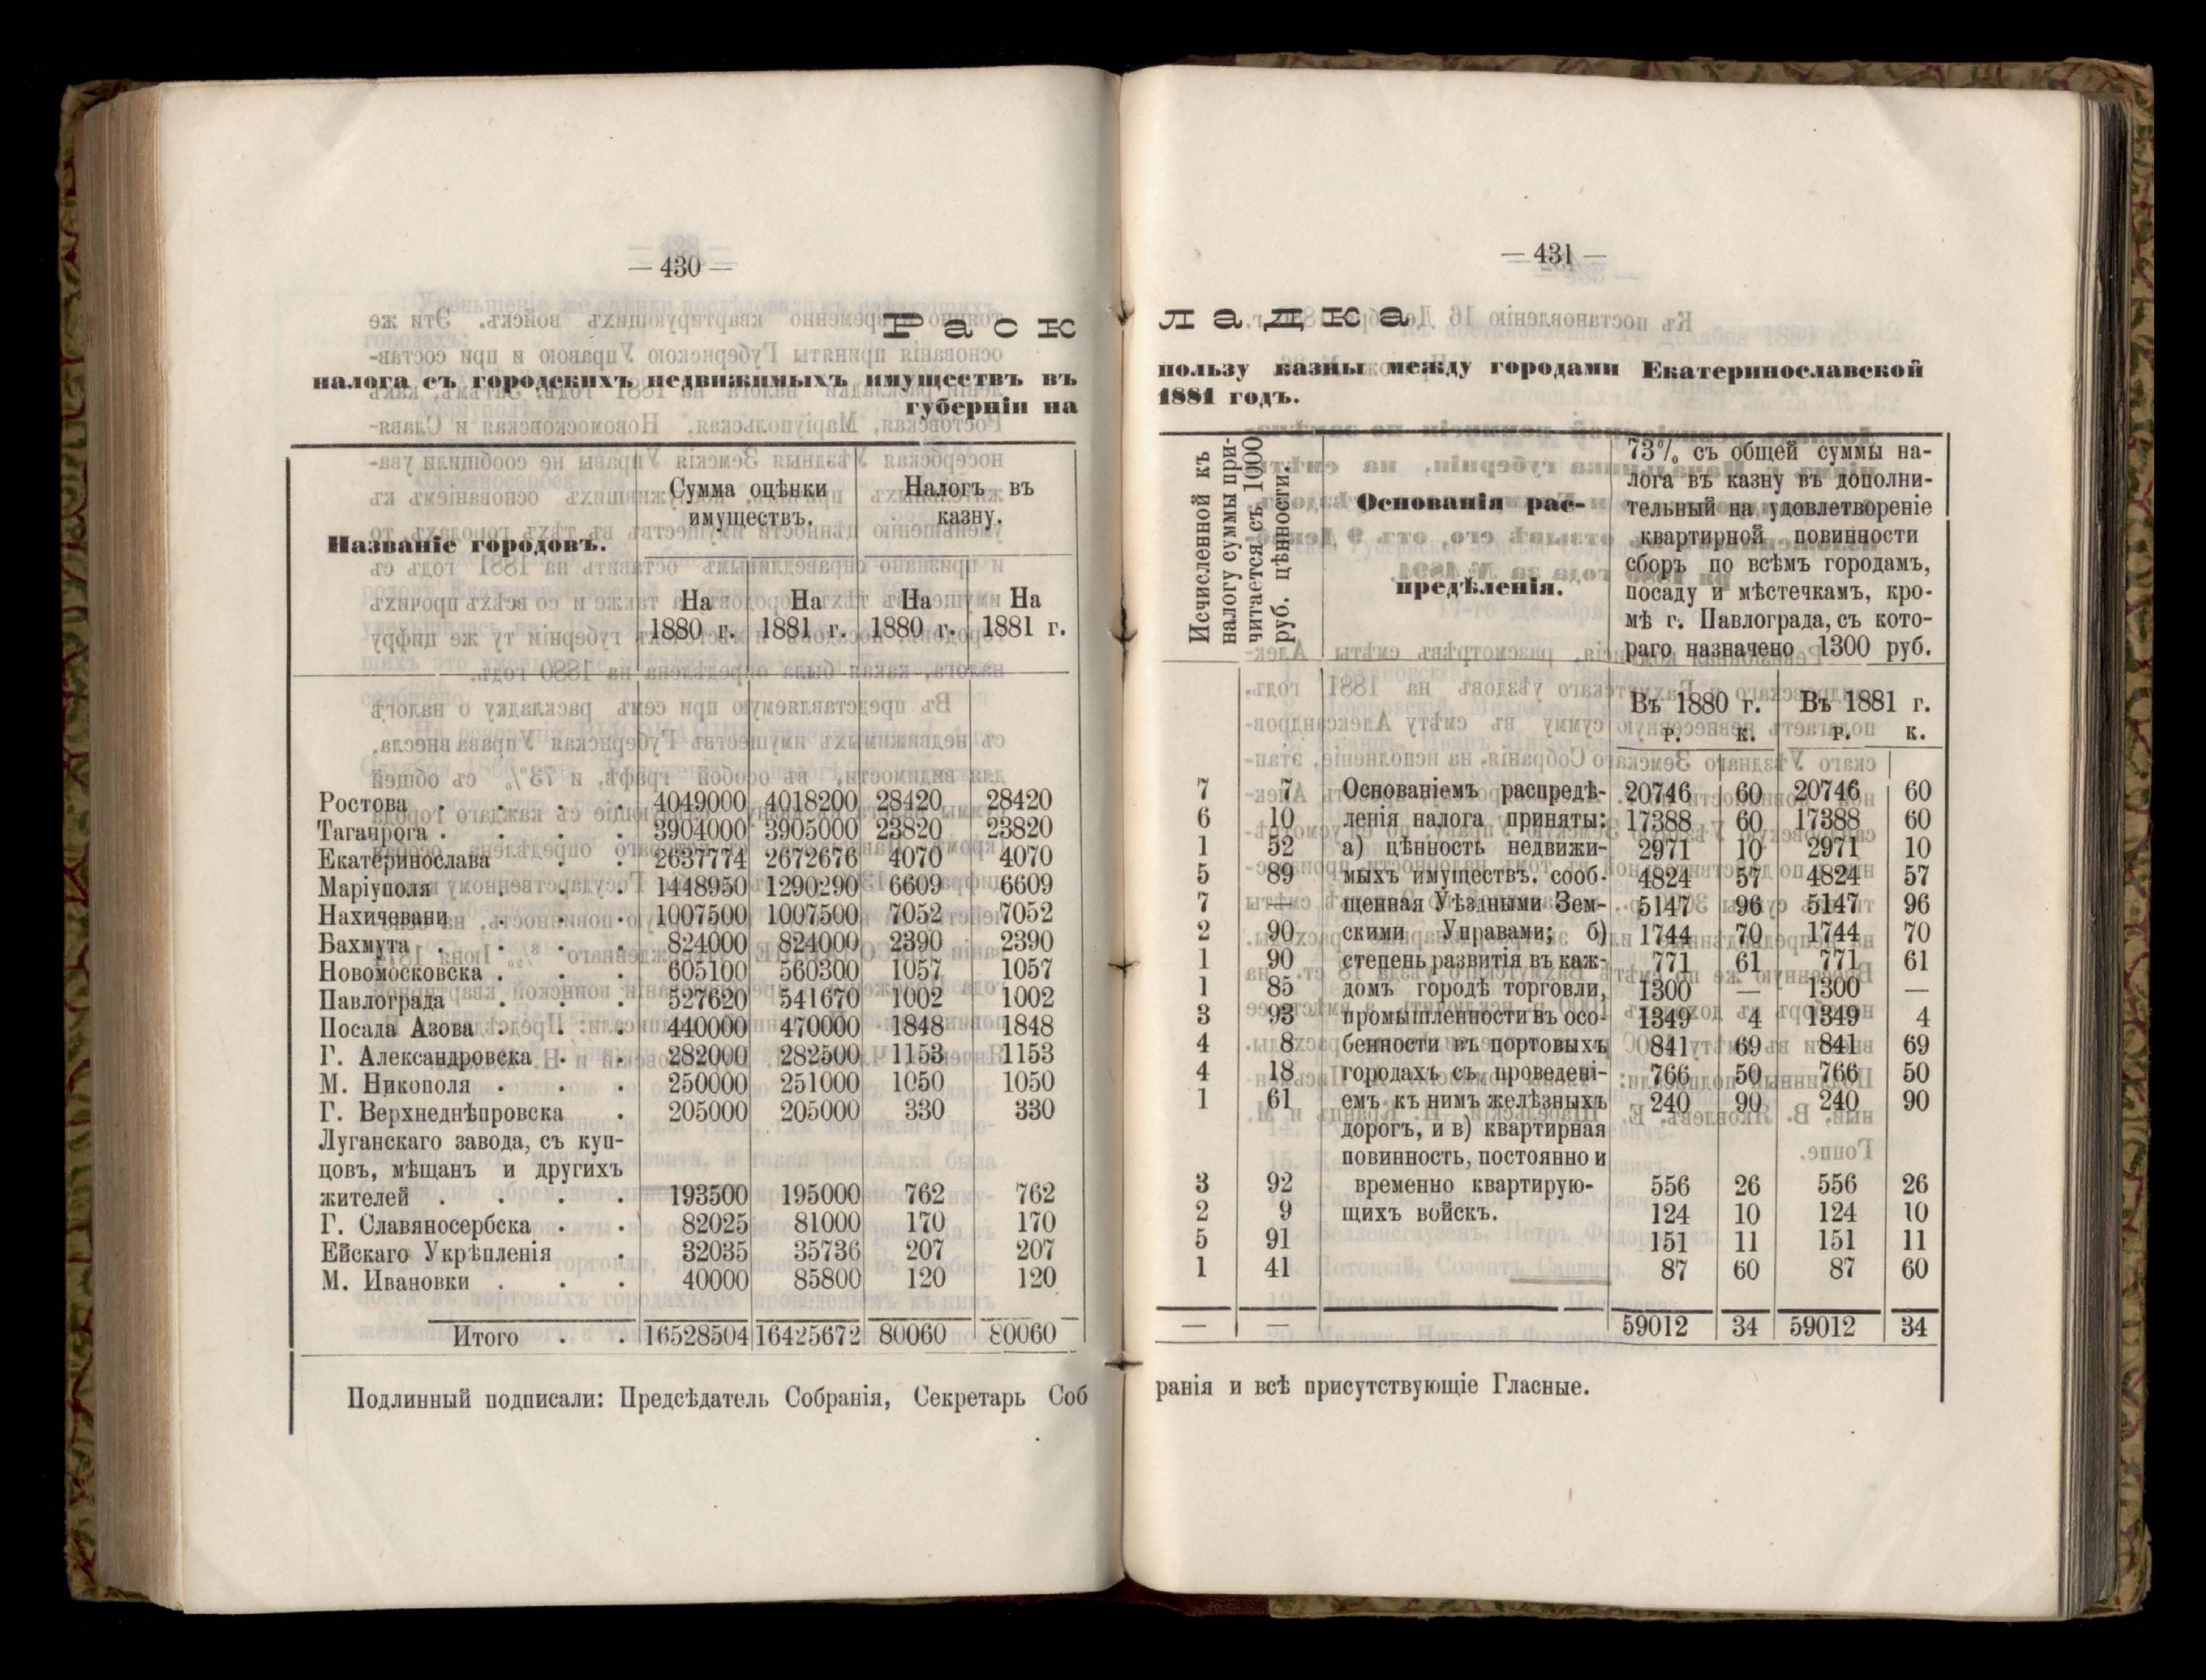 — 430 —
Раск
налога съ городскихъ недвижимыхъ имуществъ въ
губерніи на
Названіе городовъ.
Сумма оцѣнки
имуществъ.
Налогъ въ
казну.
На На На На
1880 г. 1881 г. 1880 г. 1881 г.
Ростова . . . . 4049000 4018200 28420 28420
Таганрога . . . . 3904000 3905000 23820 23820
Екатеринослава . . 2637774 2672676 4070 4070
Маріуполя . . . 1448950 1290290 6609 6609
Нахичевани . . . 1007500 1007500 7052 7052
Бахмута . . . . 824000 824000 2390 2390
Новомосковска . . . 605100 560300 1057 1057
Павлограда . . . 527620 541670 1002 1002
Посада Азова . . . 440000 470000 1848 1848
Г. Александровска . . 282000 282500 1153 1153
М. Никополя . . . 250000 251000 1050 1050
Г. Верхнеднѣпровска . 205000 205000 330 330
Луганскаго завода, съ куп-
цовъ, мѣщанъ и другихъ
жителей . . . . 193500 195000 762 762
Г. Славяносербска . . 82025 81000 170 170
Ейскаго Укрѣпленія . 32035 35736 207 207
М. Ивановки . . . 40000 85800 120 120
Итого . . 16528504 16425672 80060 80060
Подлинный подписали: Предсѣдатель Собранія, Секретарь Соб
— 431 —
ладка
пользу казны между городами Екатеринославской
1881 годъ.
Исчисленной къ
налогу суммы при-
читается съ 1000
руб. цѣнности.
Основанія рас-
предѣленія.
73% съ общей суммы на-
лога въ казну въ дополни-
тельный на удовлетвореніе
квартирной повинности
сборъ по всѣмъ городамъ,
посаду и мѣстечкамъ, кро-
мѣ г. Павлограда, съ кото-
раго назначено 1300 руб.
Въ 1880 г. Въ 1881 г.
Р. К. Р. К.
7 7 Основаніемъ распредѣ- 20746 60 20746 60
6 10 ленія налога приняты: 17388 60 17388 60
1 52 а) цѣнность недвижи- 2971 10 2971 10
5 89 мыхъ имуществъ, сооб- 4824 57 4824 57
7 — щенная Уѣздными Зем- 5147 96 5147 96
2 90 скими Управами; б) 1744 70 1744 70
1 90 степень развитія въ каж- 771 61 771 61
1 85 домъ городѣ торговли, 1300 — 1300 —
3 93 промышленности въ осо- 1349 4 1349 4
4 8 бенности въ портовыхъ 841 69 841 69
4 18 городахъ съ проведені- 766 50 766 50
1 61 емъ къ нимъ желѣзныхъ 240 90 240 90
дорогъ, и в) квартирная
повинность, постоянно и
3 92 временно квартирую- 556 26 556 26
2 9 щихъ войскъ. 124 10 124 10
5 91 151 11 151 11
1 41 87 60 87 60
— — 59012 34 59012 34
ранія и всѣ присутствующіе Гласные.